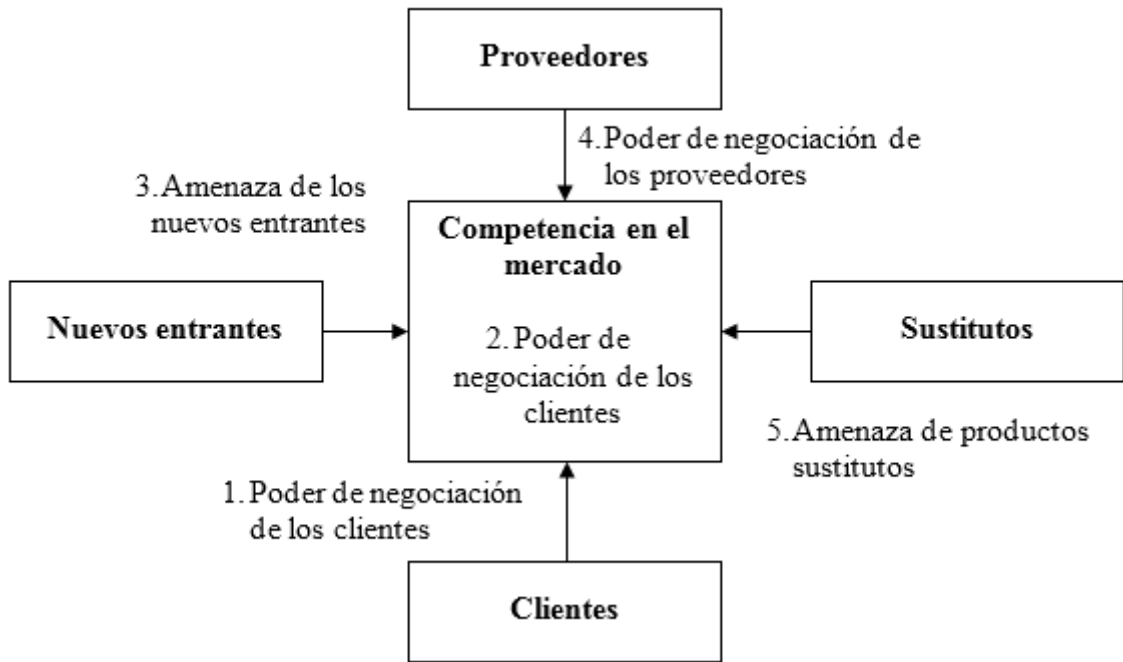 Proveedores
4. Poder de negociación de
los proveedores
3. Amenaza de los
nuevos entrantes
Competencia en el
mercado
Nuevos entrantes
2. Poder de
negociación de los
clientes
Sustitutos
5. Amenaza de productos
sustitutos
1. Poder de negociación
de los clientes
Clientes